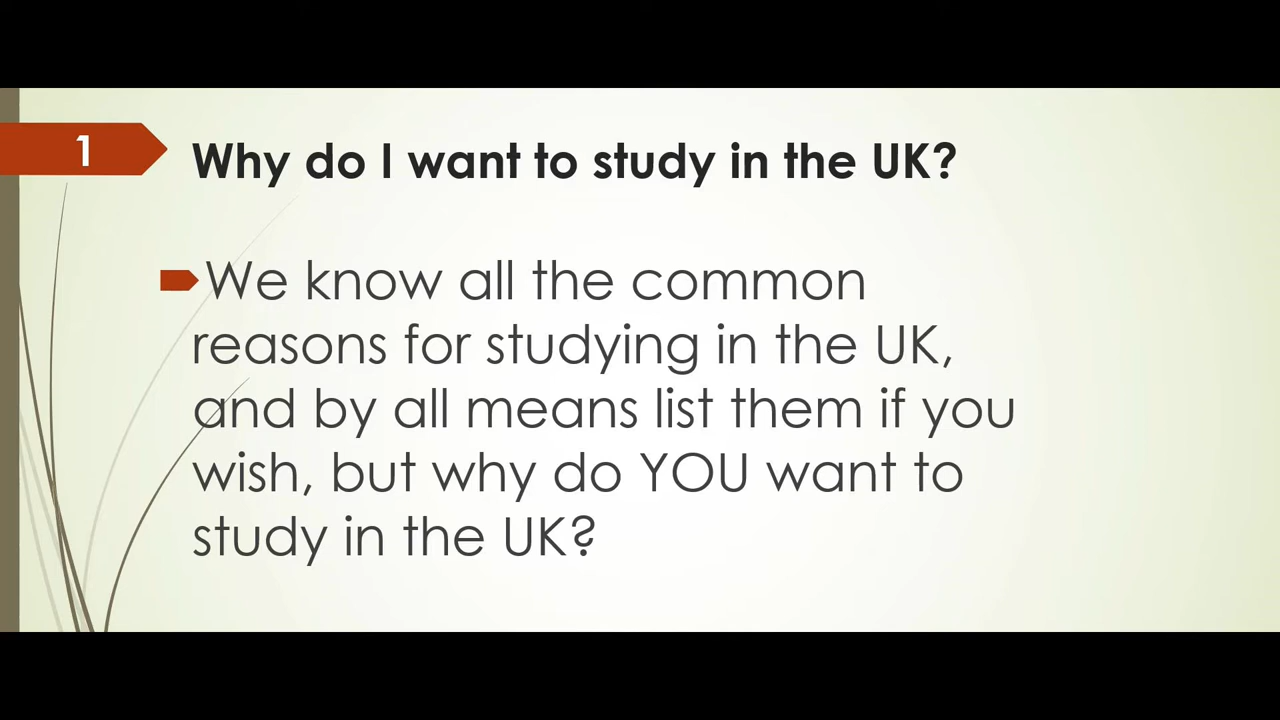 1
Why do I want to study in the UK?
We know all the common
reasons for studying in the UK,
and by all means list them if you
wish, but why do YOU want to
study in the UK?